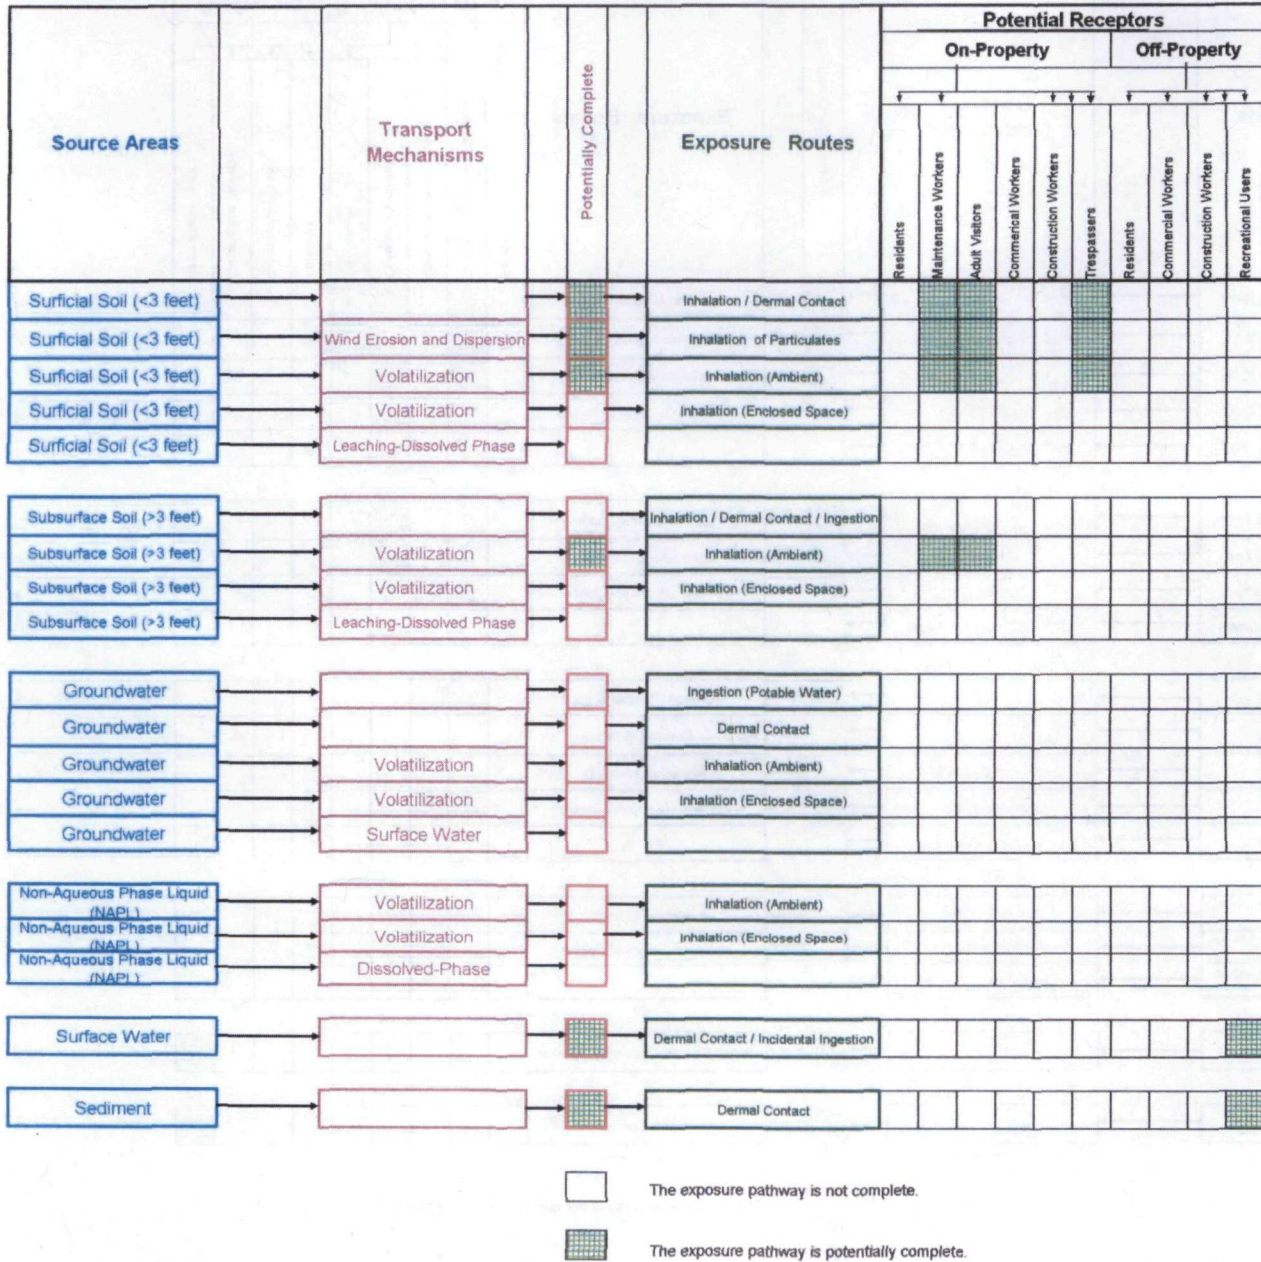 Potential Receptors
On-Property
Off-Property
Source Areas
Transport
Mechanisms
Potentially Complete
Exposure Routes
Residents
Maintenance Workers
Adult Visitors
Commerical Workers
Construction Workers
Trespassers
Residents
Commercial Workers
Construction Workers
Recreational Users
Surficial Soil (<3 feet)
Inhalation / Dermal Contact
Surficial Soil (<3 feet)
Wind Erosion and Dispersion
Inhalation of Particulates
Surficial Soil (<3 feet)
Volatilization
Inhalation (Ambient)
Surficial Soil (<3 feet)
Volatilization
Inhalation (Enclosed Space)
Surficial Soil (<3 feet)
Leaching-Dissolved Phase
Subsurface Soil (>3 feet)
Inhalation / Dermal Contact / Ingestion
Subsurface Soil (>3 feet)
Volatilization
Inhalation (Ambient)
Subsurface Soil (>3 feet)
Volatilization
Inhalation (Enclosed Space)
Subsurface Soil (>3 feet)
Leaching-Dissolved Phase
Groundwater
Ingestion (Potable Water)
Groundwater
Dermal Contact
Groundwater
Volatilization
Inhalation (Ambient)
Groundwater
Volatilization
Inhalation (Enclosed Space)
Groundwater
Surface Water
Non-Aqueous Phase Liquid
(NAPL)
Volatilization
Inhalation (Ambient)
Non-Aqueous Phase Liquid
(NAPL)
Volatilization
Inhalation (Enclosed Space)
Non-Aqueous Phase Liquid
(NAPL)
Dissolved-Phase
Surface Water
Dermal Contact / Incidental Ingestion
Sediment
Dermal Contact
The exposure pathway is not complete.
The exposure pathway is potentially complete.